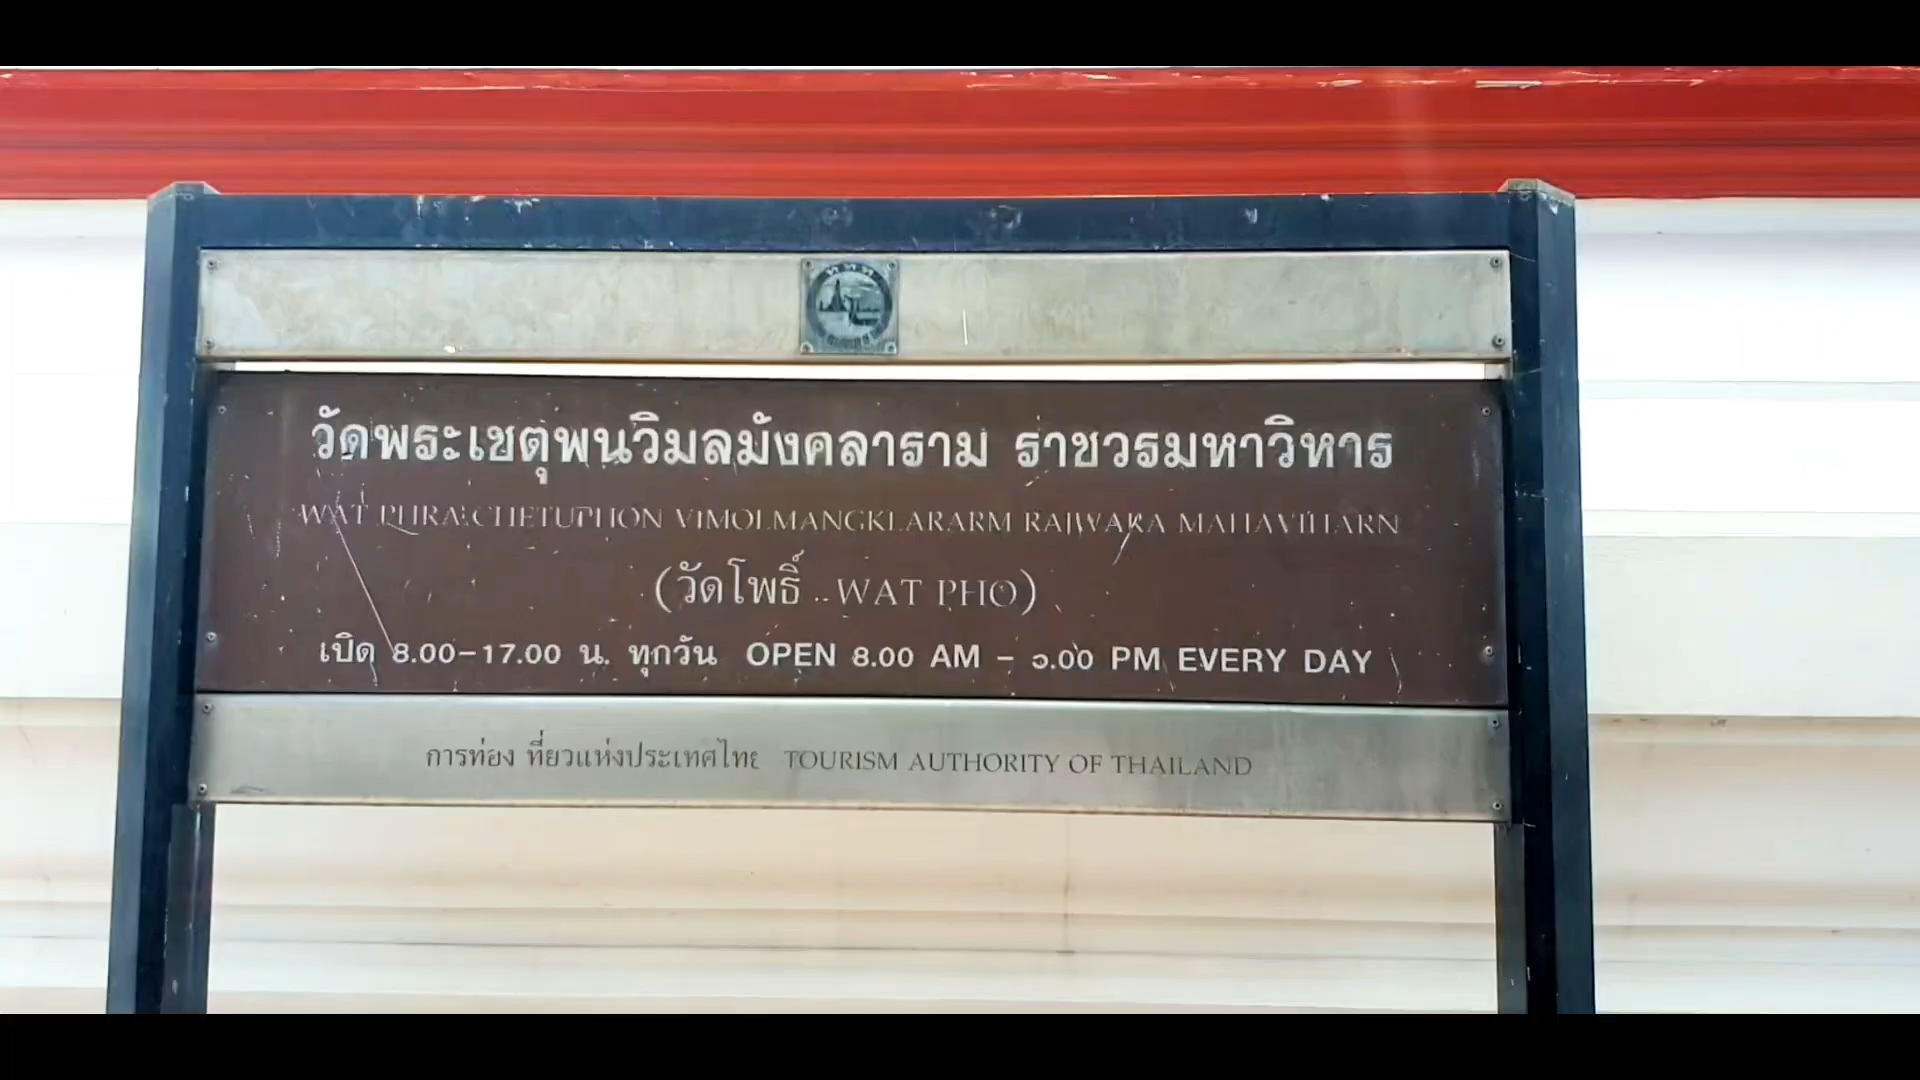 ททท
วัดพระเชตุพนวิมลมังคลาราม ราชวรมหาวิหาร
WAT PHRA CHETUPHON VIMOLMANGKLARARM RAJWARA MAHAVIHARN
(วัดโพธิ์ WAT PHO)
เปิด 8.00-17.00 น. ทุกวัน OPEN 8.00 AM - ๑.00 PM EVERY DAY
การท่อง ที่ยวแห่งประเทศไทย TOURISM AUTHORITY OF THAILAND